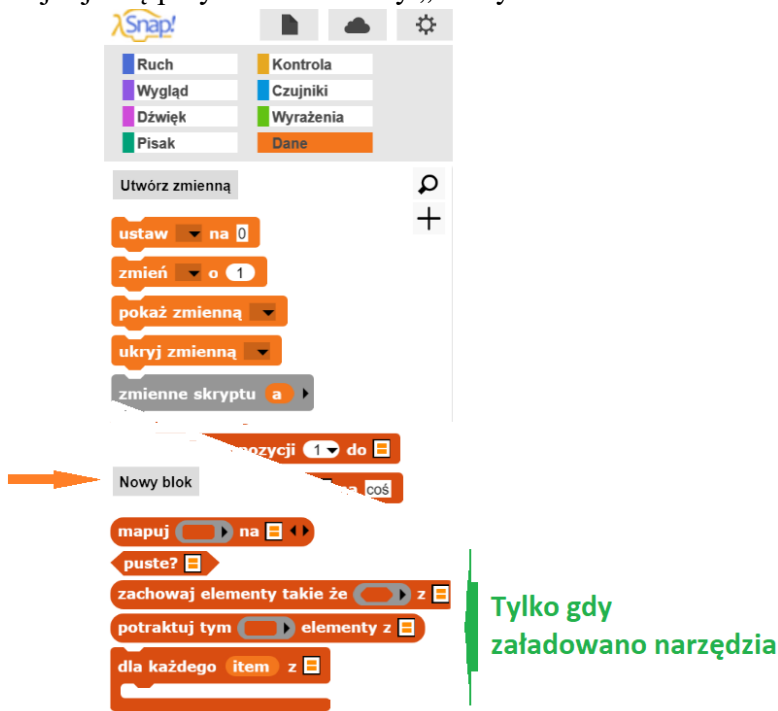 λSnap!
Ruch
Kontrola
Wygląd
Czujniki
Dźwięk
Wyrażenia
Pisak
Dane
Utwórz zmienną
ustaw na 0
zmień o 1
pokaż zmienną
ukryj zmienną
zmienne skryptu a
pozycji 1 do
Nowy blok
na coś
mapuj na
puste?
zachowaj elementy takie że z
potraktuj tym elementy z
dla każdego item z
Tylko gdy
załadowano narzędzia